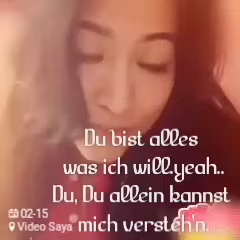 Du bist alles
was ich will.yeah..
Du, Du allein kannst
mich versteh'n.
02-15
Video Saya